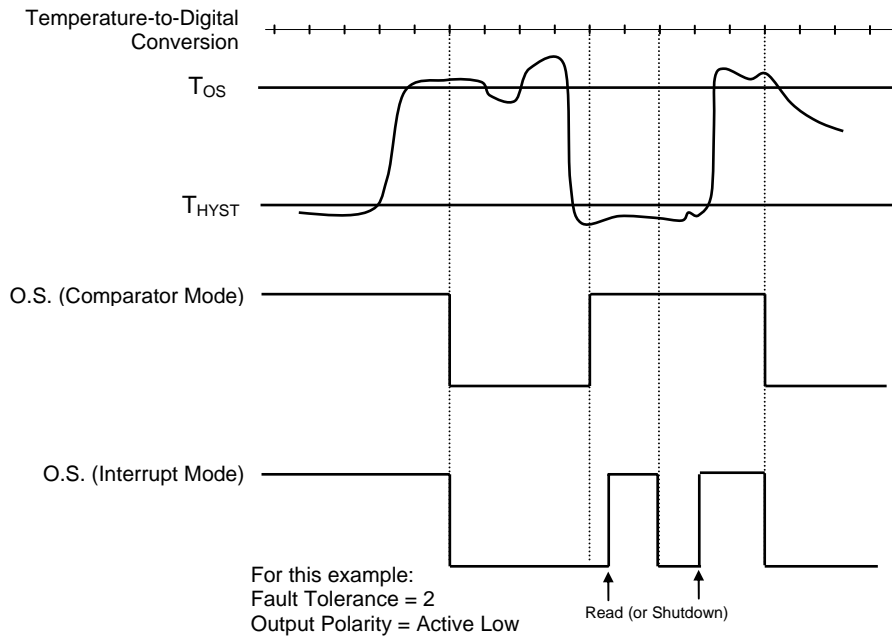 Temperature-to-Digital
Conversion
TOS
THYST
O.S. (Comparator Mode)
O.S. (Interrupt Mode)
For this example:
Fault Tolerance = 2
Output Polarity = Active Low
Read (or Shutdown)